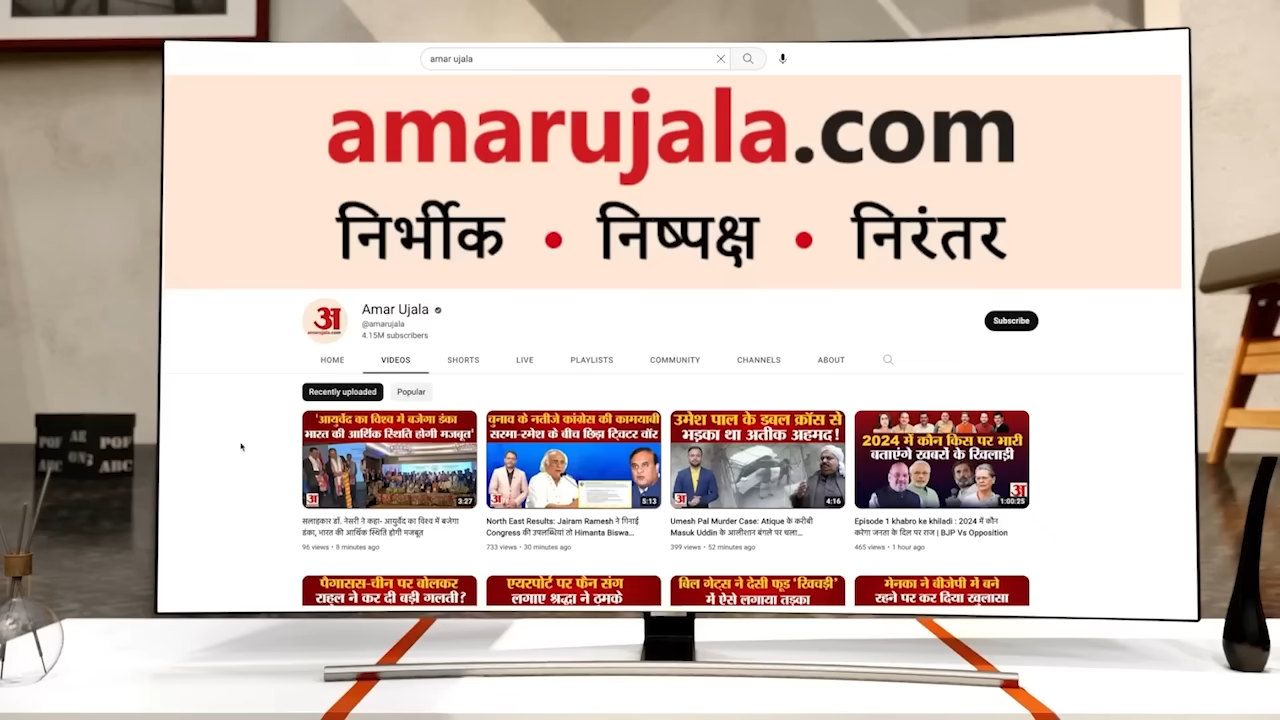 amar ujala
amarujala.com
निर्भीक • निष्पक्ष • निरंतर
अ
amarujala.com
Amar Ujala
@amarujala
4.15M subscribers
Subscribe
HOME VIDEOS SHORTS LIVE PLAYLISTS COMMUNITY CHANNELS ABOUT
Recently uploaded Popular
'आयुर्वेद का विश्व में बजेगा डंका
भारत की आर्थिक स्थिति होगी मजबूत'
अ
3:27
चुनाव के नतीजे कांग्रेस की कामयाबी
सरमा-रमेश के बीच छिड़ा ट्विटर वॉर
अ
5:13
उमेश पाल के डबल क्रॉस से
भड़का था अतीक अहमद!
अ
4:16
2024 में कौन किस पर भारी
बताएंगे खबरों के खिलाड़ी
अ
1:00:25
सलाहकार डॉ. नेसरी ने कहा- आयुर्वेद का विश्व में बजेगा
डंका, भारत की आर्थिक स्थिति होगी मजबूत
96 views • 8 minutes ago
North East Results: Jairam Ramesh ने गिनाई
Congress की उपलब्धियां तो Himanta Biswa...
733 views • 30 minutes ago
Umesh Pal Murder Case: Atique के करीबी
Masuk Uddin के आलीशान बंगले पर चला...
399 views • 52 minutes ago
Episode 1 khabro ke khiladi : 2024 में कौन
करेगा जनता के दिल पर राज | BJP Vs Opposition
465 views • 1 hour ago
पैगासस-चीन पर बोलकर
राहुल ने कर दी बड़ी गलती?
एयरपोर्ट पर फैन संग
लगाए श्रद्धा ने ठुमके
बिल गेट्स ने देसी फूड 'खिचड़ी'
में ऐसे लगाया तड़का
मेनका ने बीजेपी में बने
रहने पर कर दिया खुलासा
POF
ABC
POF
ABC